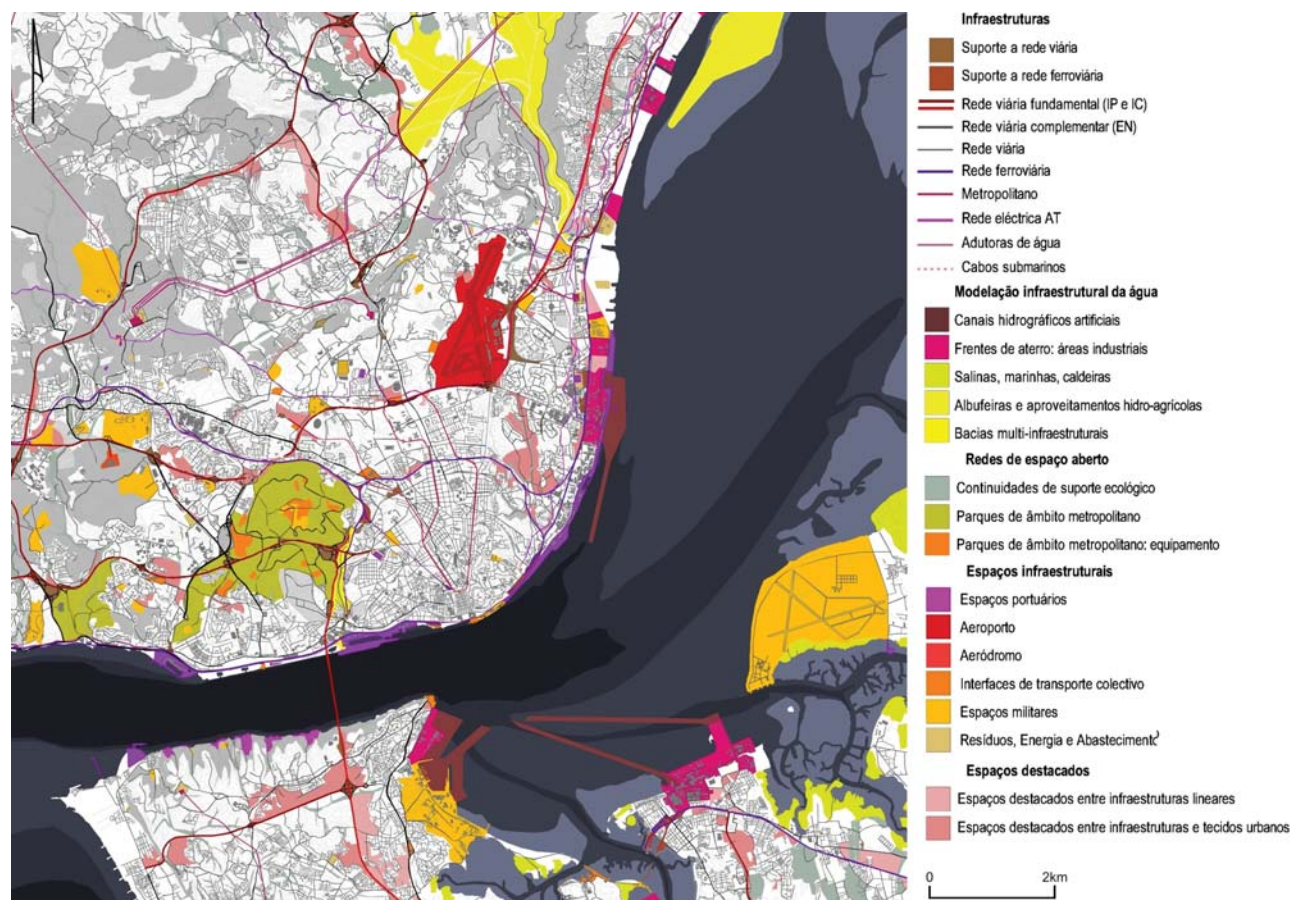 Infraestruturas
Suporte a rede viária
Suporte a rede ferroviária
Rede viária fundamental (IP e IC)
Rede viária complementar (EN)
Rede viária
Rede ferroviária
Metropolitano
Rede eléctrica AT
Adutoras de água
Cabos submarinos
Modelação infraestrutural da água
Canais hidrográficos artificiais
Frentes de aterro: áreas industriais
Salinas, marinhas, caldeiras
Albufeiras e aproveitamentos hidro-agrícolas
Bacias multi-infraestruturais
Redes de espaço aberto
Continuidades de suporte ecológico
Parques de âmbito metropolitano
Parques de âmbito metropolitano: equipamento
Espaços infraestruturais
Espaços portuários
Aeroporto
Aeródromo
Interfaces de transporte colectivo
Espaços militares
Resíduos, Energia e Abastecimento
Espaços destacados
Espaços destacados entre infraestruturas lineares
Espaços destacados entre infraestruturas e tecidos urbanos
0 2km